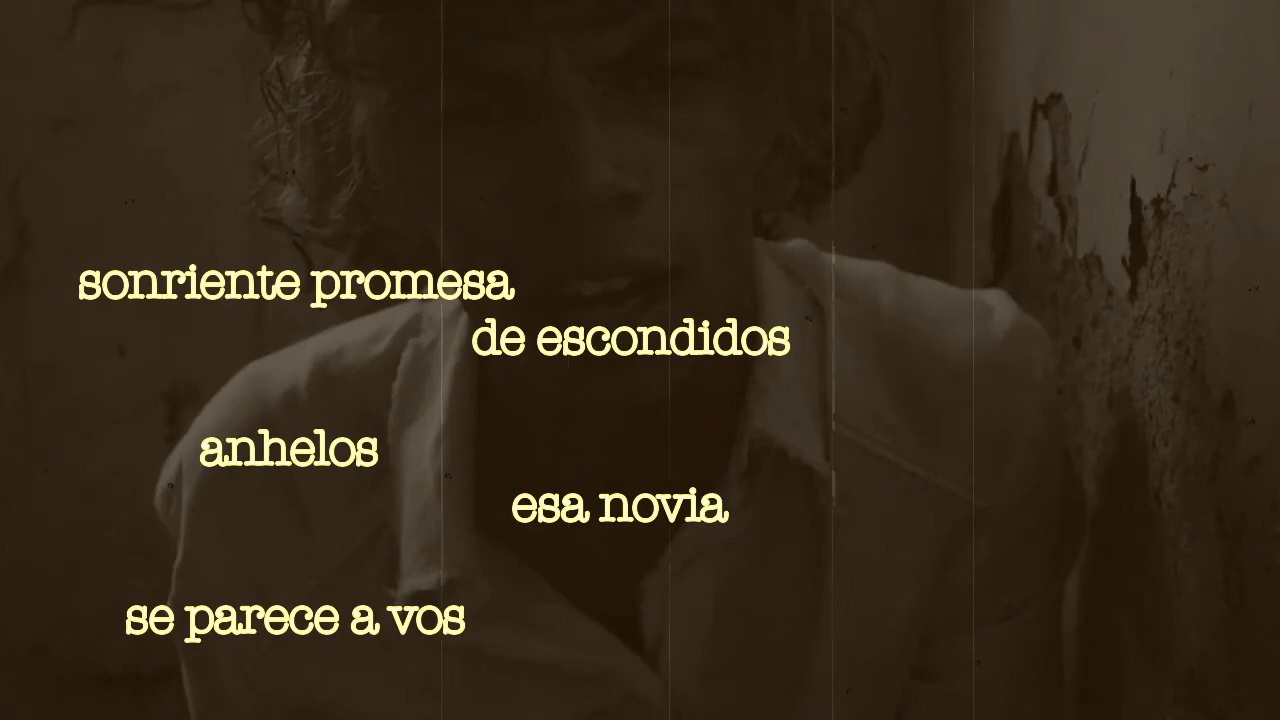 sonriente promesa
de escondidos
anhelos
esa novia
se parece a vos